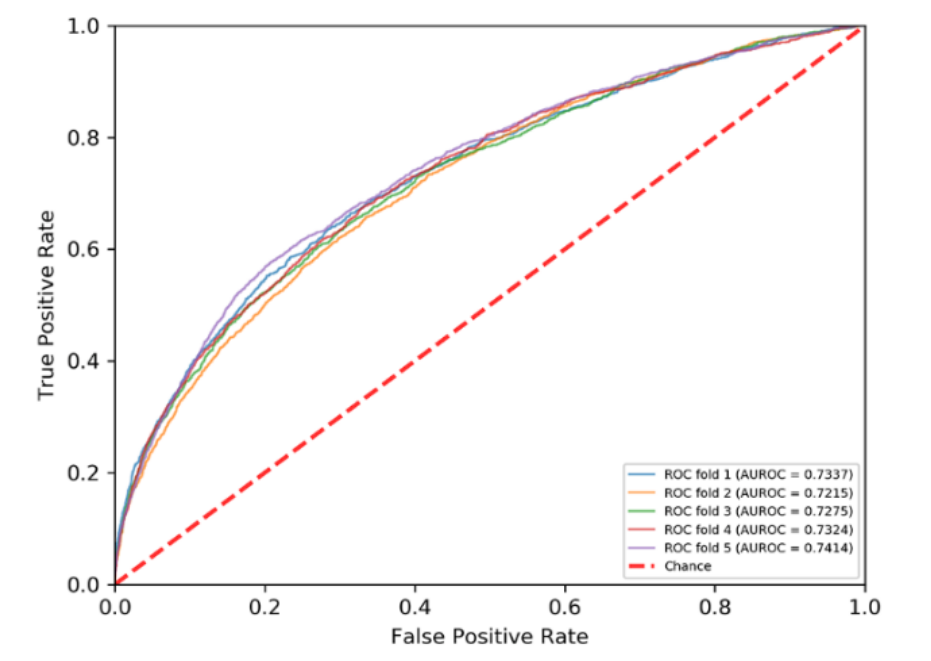 1.0
0.8
0.6
0.4
0.2
0.0
True Positive Rate
ROC fold 1 (AUROC = 0.7337)
ROC fold 2 (AUROC = 0.7215)
ROC fold 3 (AUROC = 0.7275)
ROC fold 4 (AUROC = 0.7324)
ROC fold 5 (AUROC = 0.7414)
Chance
0.0 0.2 0.4 0.6 0.8 1.0
False Positive Rate